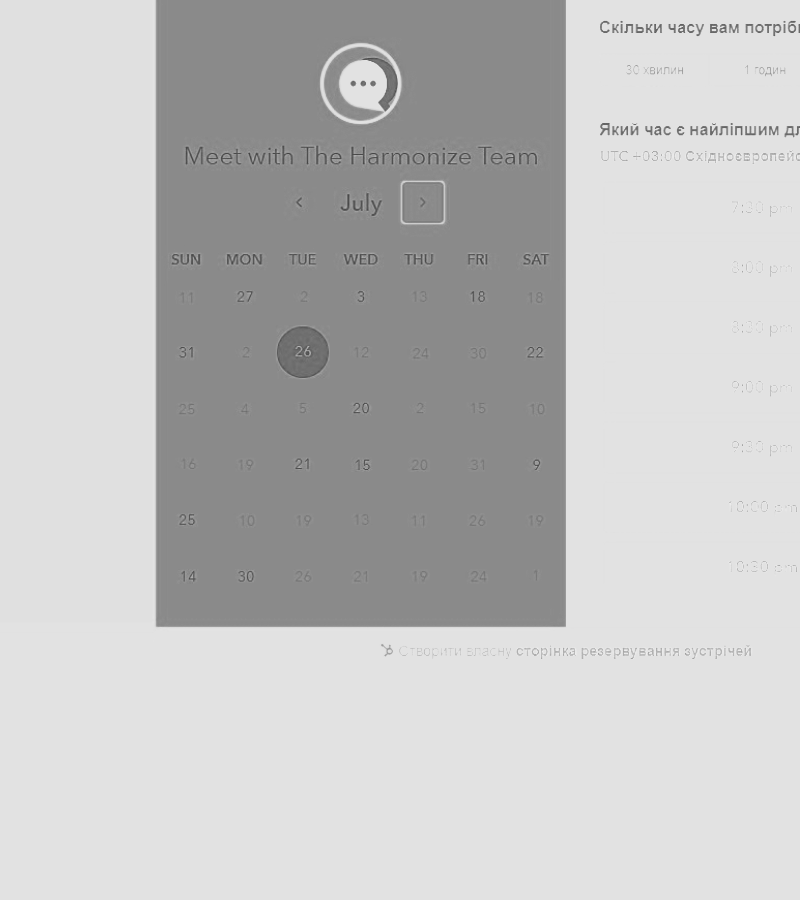 Meet with The Harmonize Team
July
SUN MON TUE WED THU FRI SAT
11 27 2 3 13 18 18
31 2 26 12 24 30 22
25 4 5 20 2 15 10
16 19 21 15 20 31 9
25 10 19 13 11 26 19
14 30 26 21 19 24 1
Скільки часу вам
30 хвилин 1 годин
Який час є найліпшим
UTC +03:00
7:30 pm
8:00 pm
8:30 pm
9:00 pm
9:30 pm
10:00 pm
10:30 pm
Створити власну сторінка резервування зустрічей